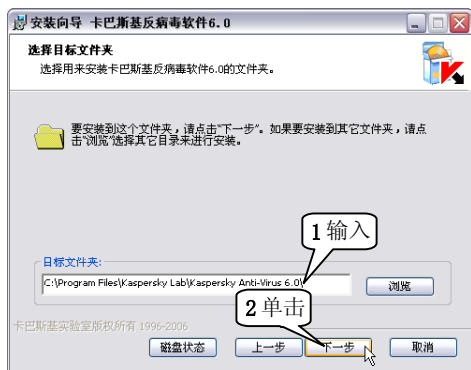 安装向导 卡巴斯基反病毒软件6.0
选择目标文件夹
选择用来安装卡巴斯基反病毒软件6.0的文件夹。
要安装到这个文件夹，请点击"下一步"。如果要安装到其它文件夹，请点
击"浏览"选择其它目录来进行安装。
1 输入
目标文件夹:
C:\Program Files\Kaspersky Lab\Kaspersky Anti-Virus 6.0\
浏览
2 单击
卡巴斯基实验室版权所有 1996-2006
磁盘状态 上一步 下一步 取消